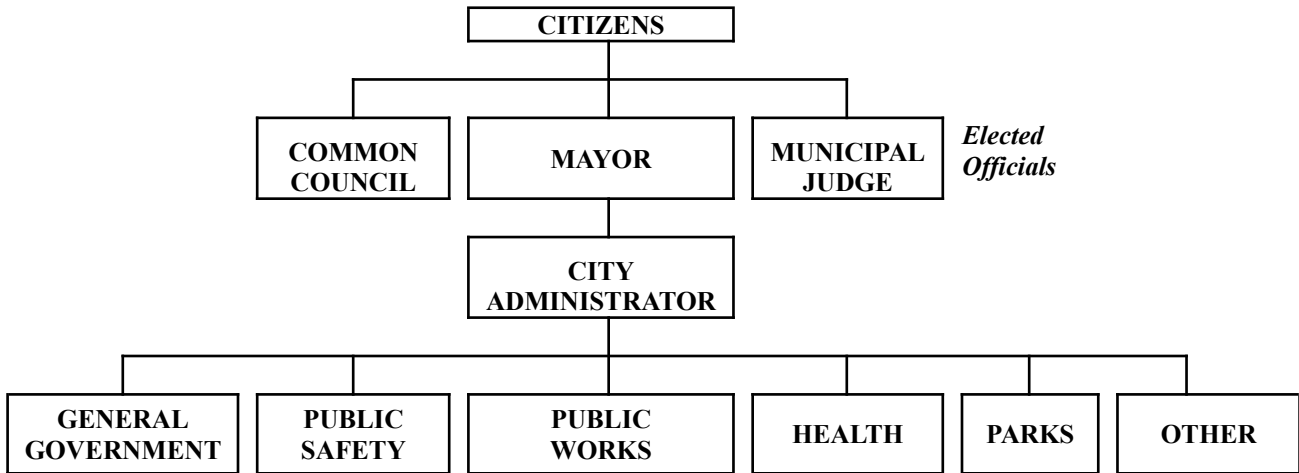 CITIZENS
COMMON
COUNCIL
MAYOR
MUNICIPAL
JUDGE
Elected
Officials
CITY
ADMINISTRATOR
GENERAL
GOVERNMENT
PUBLIC
SAFETY
PUBLIC
WORKS
HEALTH
PARKS
OTHER